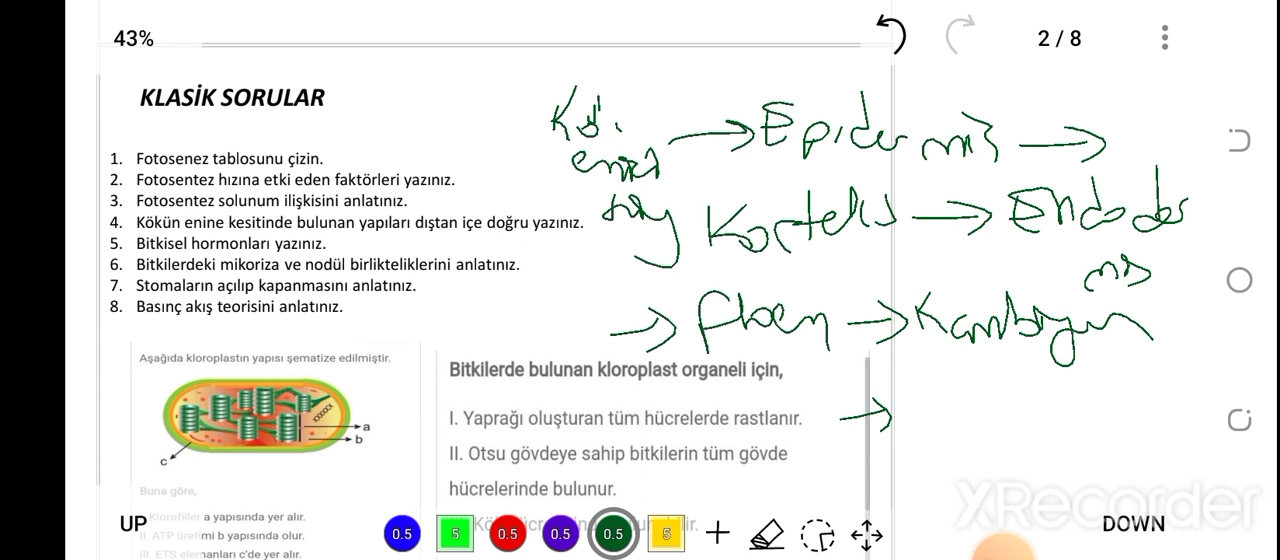 43%
2 / 8
KLASİK SORULAR
1. Fotosenez tablosunu çizin.
2. Fotosentez hızına etki eden faktörleri yazınız.
3. Fotosentez solunum ilişkisini anlatınız.
4. Kökün enine kesitinde bulunan yapıları dıştan içe doğru yazınız.
5. Bitkisel hormonları yazınız.
6. Bitkilerdeki mikoriza ve nodül birlikteliklerini anlatınız.
7. Stomaların açılıp kapanmasını anlatınız.
8. Basınç akış teorisini anlatınız.
→ Epidermis →
Korteks → Endoder
mis
→ floem → Kambiyum
→
Aşağıda kloroplastın yapısı şematize edilmiştir.
a
b
c
Buna göre,
Klorofiller a yapısında yer alır.
II. ATP üretimi b yapısında olur.
III. ETS elemanları c'de yer alır.
Bitkilerde bulunan kloroplast organeli için,
I. Yaprağı oluşturan tüm hücrelerde rastlanır.
II. Otsu gövdeye sahip bitkilerin tüm gövde
hücrelerinde bulunur.
UP
0.5 5 0.5 0.5 0.5 5
XRecorder
DOWN